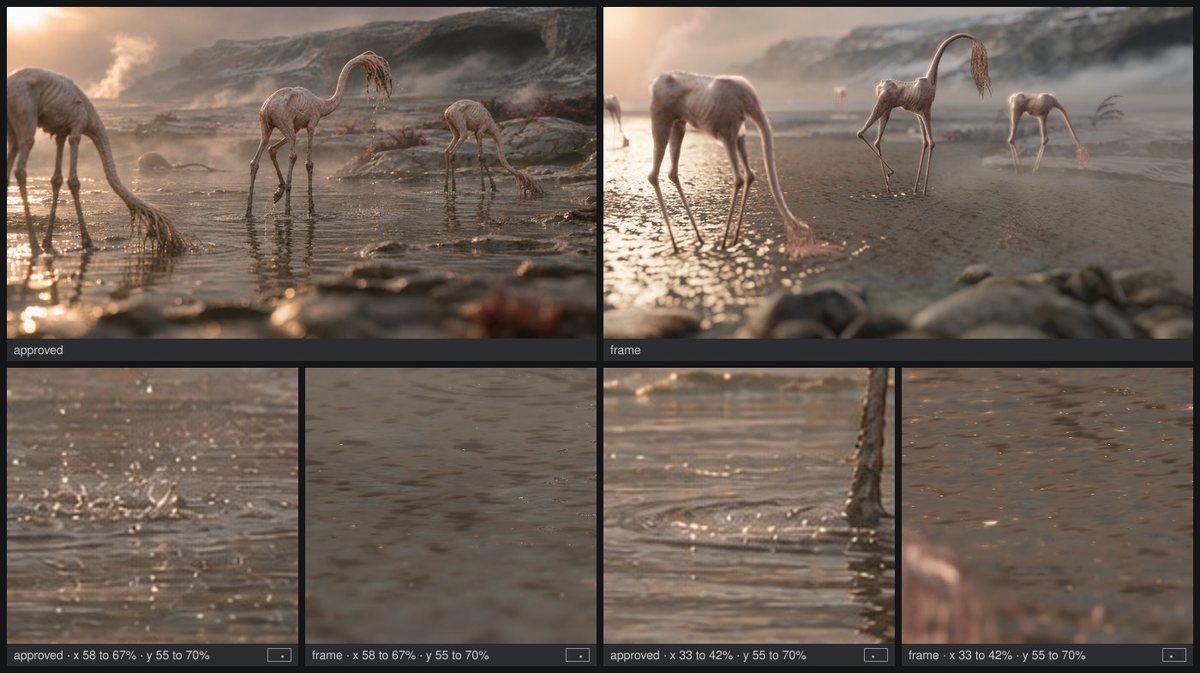 approved
frame
approved · x 58 to 67% · y 55 to 70%
frame · x 58 to 67% · y 55 to 70%
approved · x 33 to 42% · y 55 to 70%
frame · x 33 to 42% · y 55 to 70%